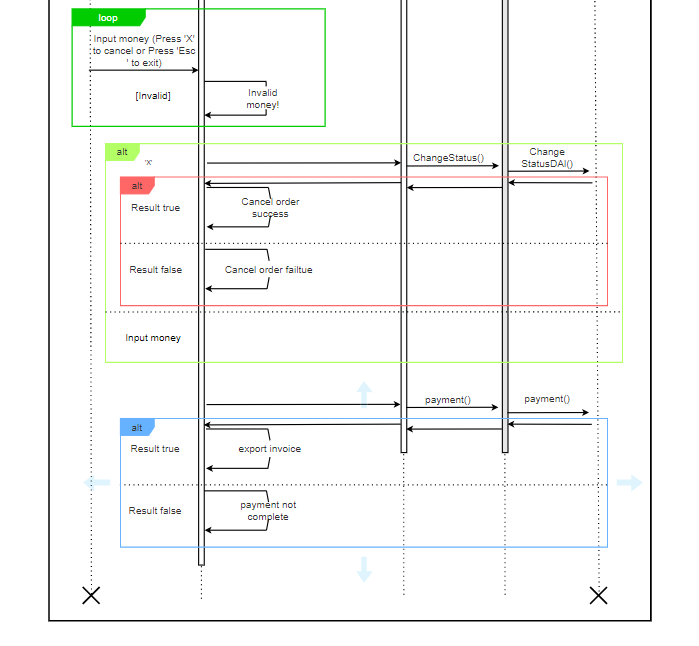 loop
Input money (Press 'X'
to cancel or Press 'Esc
' to exit)
[Invalid]
Invalid
money!
alt
'X'
ChangeStatus()
Change
StatusDAl()
alt
Result true
Cancel order
success
Result false
Cancel order failtue
Input money
payment()
payment()
alt
Result true
export invoice
Result false
payment not
complete